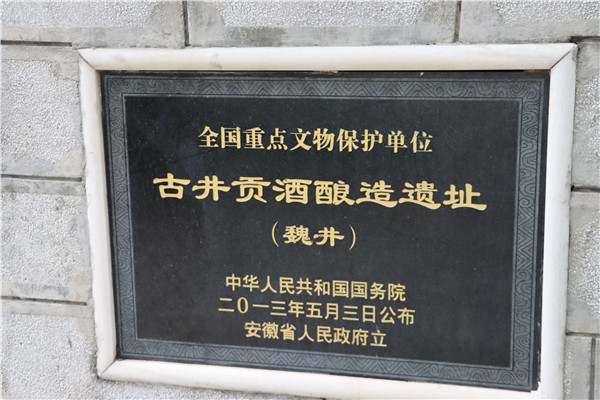 全国重点文物保护单位
古井贡酒酿造遗址
（魏井）
中华人民共和国国务院
二0一三年五月三日公布
安徽省人民政府立